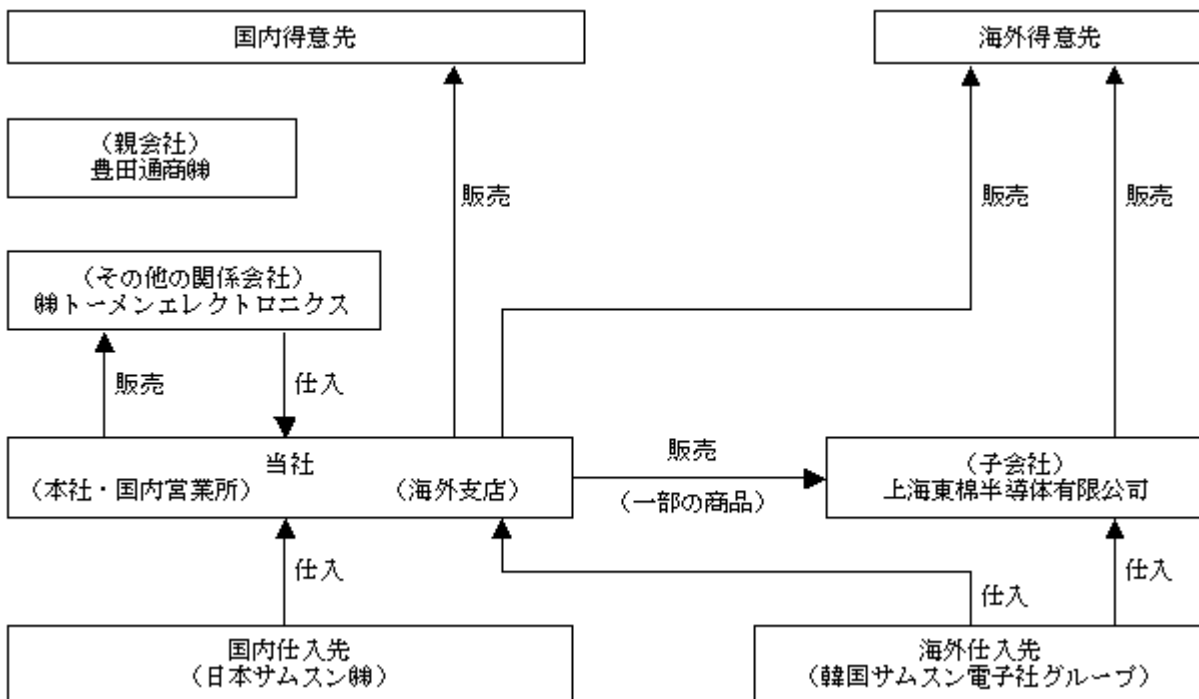 国内得意先
海外得意先
（親会社）
豊田通商㈱
販売
販売
販売
（その他の関係会社）
㈱トーメンエレクトロニクス
販売
仕入
当社
（本社・国内営業所）
（海外支店）
販売
（一部の商品）
（子会社）
上海東棉半導体有限公司
仕入
仕入
仕入
国内仕入先
（日本サムスン㈱）
海外仕入先
（韓国サムスン電子社グループ）